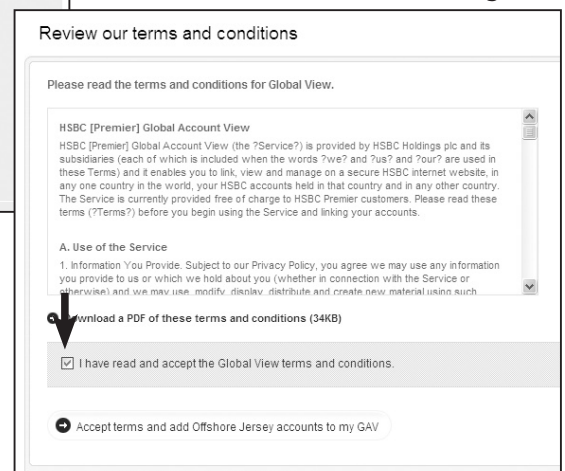 Review our terms and conditions
Please read the terms and conditions for Global View.
HSBC [Premier] Global Account View
HSBC [Premier] Global Account View (the ?Service?) is provided by HSBC Holdings plc and its
subsidiaries (each of which is included when the words ?we? and ?us? and ?our? are used in
these Terms) and it enables you to link, view and manage on a secure HSBC internet website, in
any one country in the world, your HSBC accounts held in that country and in any other country.
The Service is currently provided free of charge to HSBC Premier customers. Please read these
terms (?Terms?) before you begin using the Service and linking your accounts.
A. Use of the Service
1. Information You Provide. Subject to our Privacy Policy, you agree we may use any information
you provide to us or which we hold about you (whether in connection with the Service or
otherwise) and we may use, modify, display, distribute and create new material using such
a PDF of these terms and conditions (34KB)
I have read and accept the Global View terms and conditions.
Accept terms and add Offshore Jersey accounts to my GAV